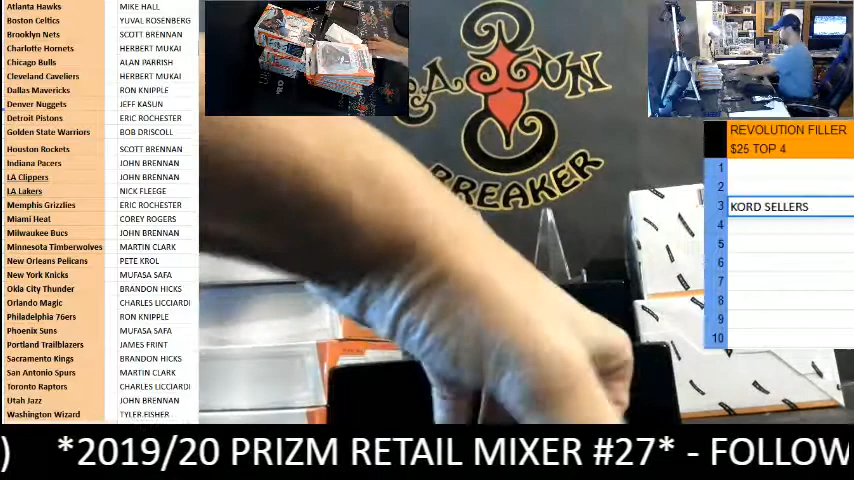 Atlanta Hawks MIKE HALL
Boston Celtics YUVAL ROSENBERG
Brooklyn Nets SCOTT BRENNAN
Charlotte Hornets HERBERT MUKAI
Chicago Bulls ALAN PARRISH
Cleveland Cavaliers HERBERT MUKAI
Dallas Mavericks RON KNIPPLE
Denver Nuggets JEFF KASUN
Detroit Pistons ERIC ROCHESTER
Golden State Warriors BOB DRISCOLL
Houston Rockets SCOTT BRENNAN
Indiana Pacers JOHN BRENNAN
LA Clippers JOHN BRENNAN
LA Lakers NICK FLEEGE
Memphis Grizzlies ERIC ROCHESTER
Miami Heat COREY ROGERS
Milwaukee Bucs JOHN BRENNAN
Minnesota Timberwolves MARTIN CLARK
New Orleans Pelicans PETE KROL
New York Knicks MUFASA SAFA
Okla City Thunder BRANDON HICKS
Orlando Magic CHARLES LICCIARDI
Philadelphia 76ers RON KNIPPLE
Phoenix Suns MUFASA SAFA
Portland Trailblazers JAMES FRINT
Sacramento Kings BRANDON HICKS
San Antonio Spurs MARTIN CLARK
Toronto Raptors CHARLES LICCIARDI
Utah Jazz JOHN BRENNAN
Washington Wizard TYLER EISHER
BREAKER
REVOLUTION FILLER
$25 TOP 4
1
2
3 KORD SELLERS
4
5
6
7
8
9
10
) *2019/20 PRIZM RETAIL MIXER #27* - FOLLOW